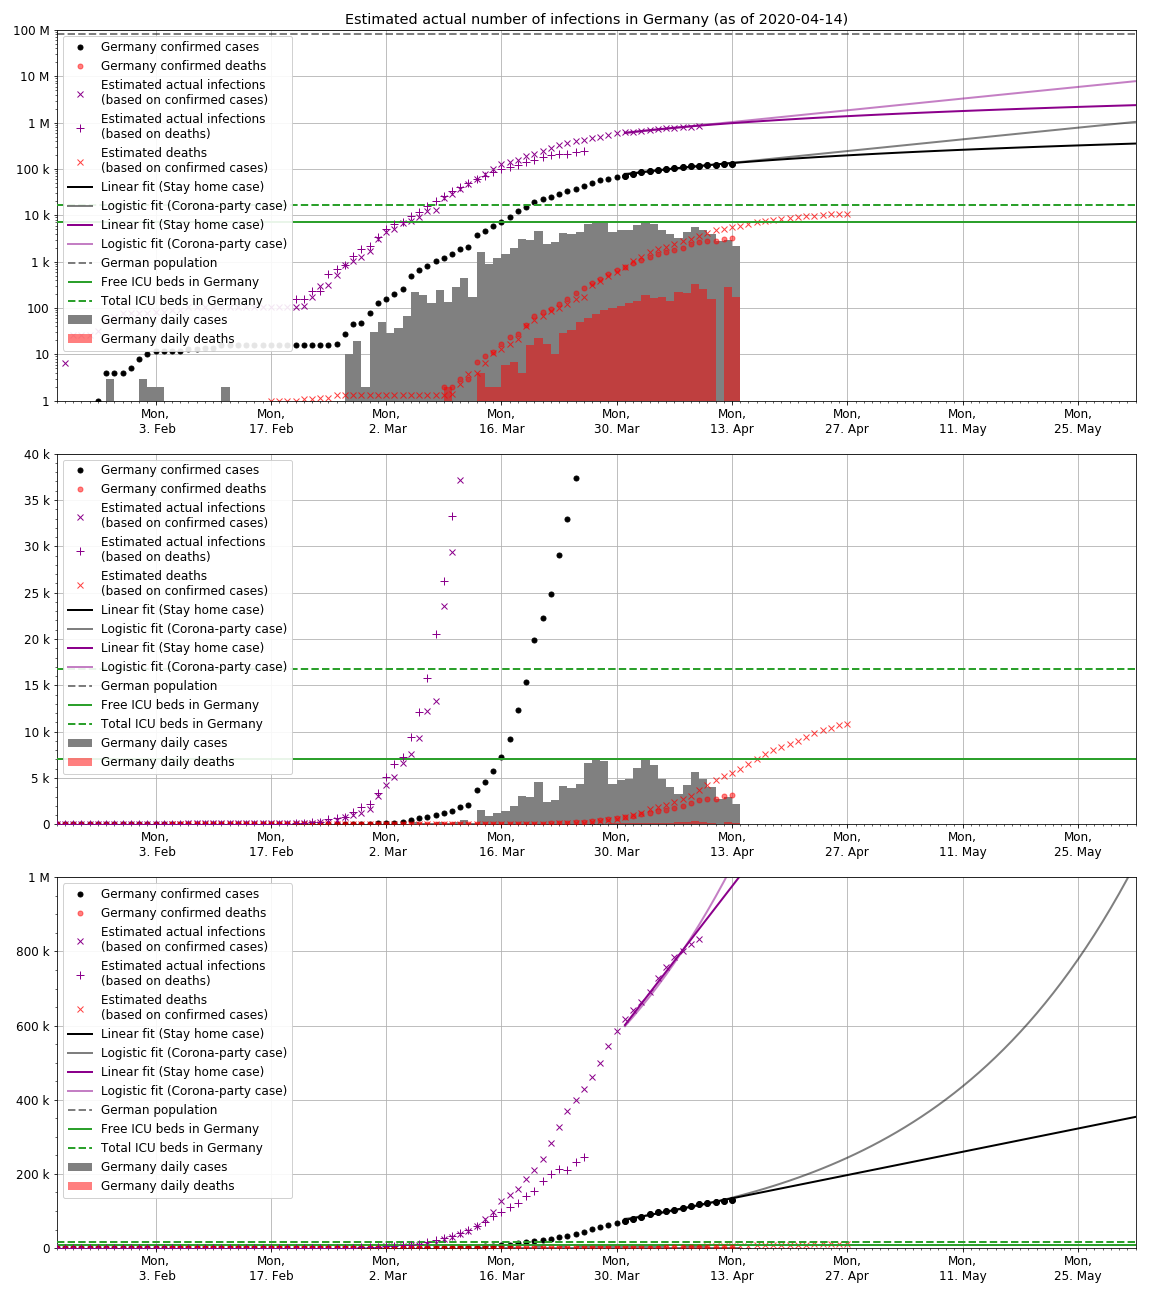 Estimated actual number of infections in Germany (as of 2020-04-14)
100 M
10 M
1 M
100 k
10 k
1 k
100
10
1
Germany confirmed cases
Germany confirmed deaths
Estimated actual infections
(based on confirmed cases)
Estimated actual infections
(based on deaths)
Estimated deaths
(based on confirmed cases)
Linear fit (Stay home case)
Logistic fit (Corona-party case)
Linear fit (Stay home case)
Logistic fit (Corona-party case)
German population
Free ICU beds in Germany
Total ICU beds in Germany
Germany daily cases
Germany daily deaths
Mon,
3. Feb
Mon,
17. Feb
Mon,
2. Mar
Mon,
16. Mar
Mon,
30. Mar
Mon,
13. Apr
Mon,
27. Apr
Mon,
11. May
Mon,
25. May
40 k
35 k
30 k
25 k
20 k
15 k
10 k
5 k
0
Germany confirmed cases
Germany confirmed deaths
Estimated actual infections
(based on confirmed cases)
Estimated actual infections
(based on deaths)
Estimated deaths
(based on confirmed cases)
Linear fit (Stay home case)
Logistic fit (Corona-party case)
Linear fit (Stay home case)
Logistic fit (Corona-party case)
German population
Free ICU beds in Germany
Total ICU beds in Germany
Germany daily cases
Germany daily deaths
Mon,
3. Feb
Mon,
17. Feb
Mon,
2. Mar
Mon,
16. Mar
Mon,
30. Mar
Mon,
13. Apr
Mon,
27. Apr
Mon,
11. May
Mon,
25. May
1 M
800 k
600 k
400 k
200 k
0
Germany confirmed cases
Germany confirmed deaths
Estimated actual infections
(based on confirmed cases)
Estimated actual infections
(based on deaths)
Estimated deaths
(based on confirmed cases)
Linear fit (Stay home case)
Logistic fit (Corona-party case)
Linear fit (Stay home case)
Logistic fit (Corona-party case)
German population
Free ICU beds in Germany
Total ICU beds in Germany
Germany daily cases
Germany daily deaths
Mon,
3. Feb
Mon,
17. Feb
Mon,
2. Mar
Mon,
16. Mar
Mon,
30. Mar
Mon,
13. Apr
Mon,
27. Apr
Mon,
11. May
Mon,
25. May